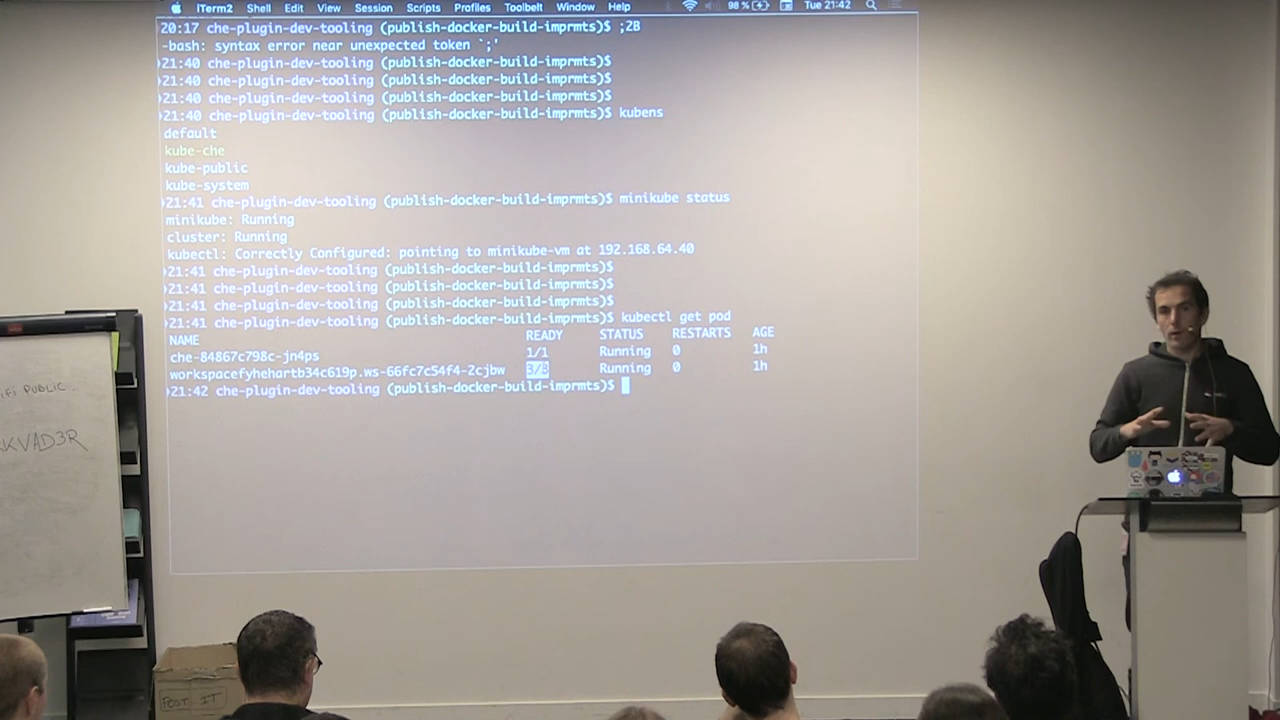 iTerm2 Shell Edit View Session Scripts Profiles Toolbelt Window Help 98 % Tue 21:42
20:17 che-plugin-dev-tooling (publish-docker-build-imprmts)$ ;2B
-bash: syntax error near unexpected token `;'
21:40 che-plugin-dev-tooling (publish-docker-build-imprmts)$
21:40 che-plugin-dev-tooling (publish-docker-build-imprmts)$
21:40 che-plugin-dev-tooling (publish-docker-build-imprmts)$
21:40 che-plugin-dev-tooling (publish-docker-build-imprmts)$ kubens
default
kube-che
kube-public
kube-system
21:41 che-plugin-dev-tooling (publish-docker-build-imprmts)$ minikube status
minikube: Running
cluster: Running
kubectl: Correctly Configured: pointing to minikube-vm at 192.168.64.40
21:41 che-plugin-dev-tooling (publish-docker-build-imprmts)$
21:41 che-plugin-dev-tooling (publish-docker-build-imprmts)$
21:41 che-plugin-dev-tooling (publish-docker-build-imprmts)$
21:41 che-plugin-dev-tooling (publish-docker-build-imprmts)$ kubectl get pod
NAME READY STATUS RESTARTS AGE
che-84867c798c-jn4ps 1/1 Running 0 1h
workspacefyhehartb34c619p.ws-66fc7c54f4-2cjbw 3/3 Running 0 1h
21:42 che-plugin-dev-tooling (publish-docker-build-imprmts)$
iFi PUBLIC.
KVAD3R
POST IT